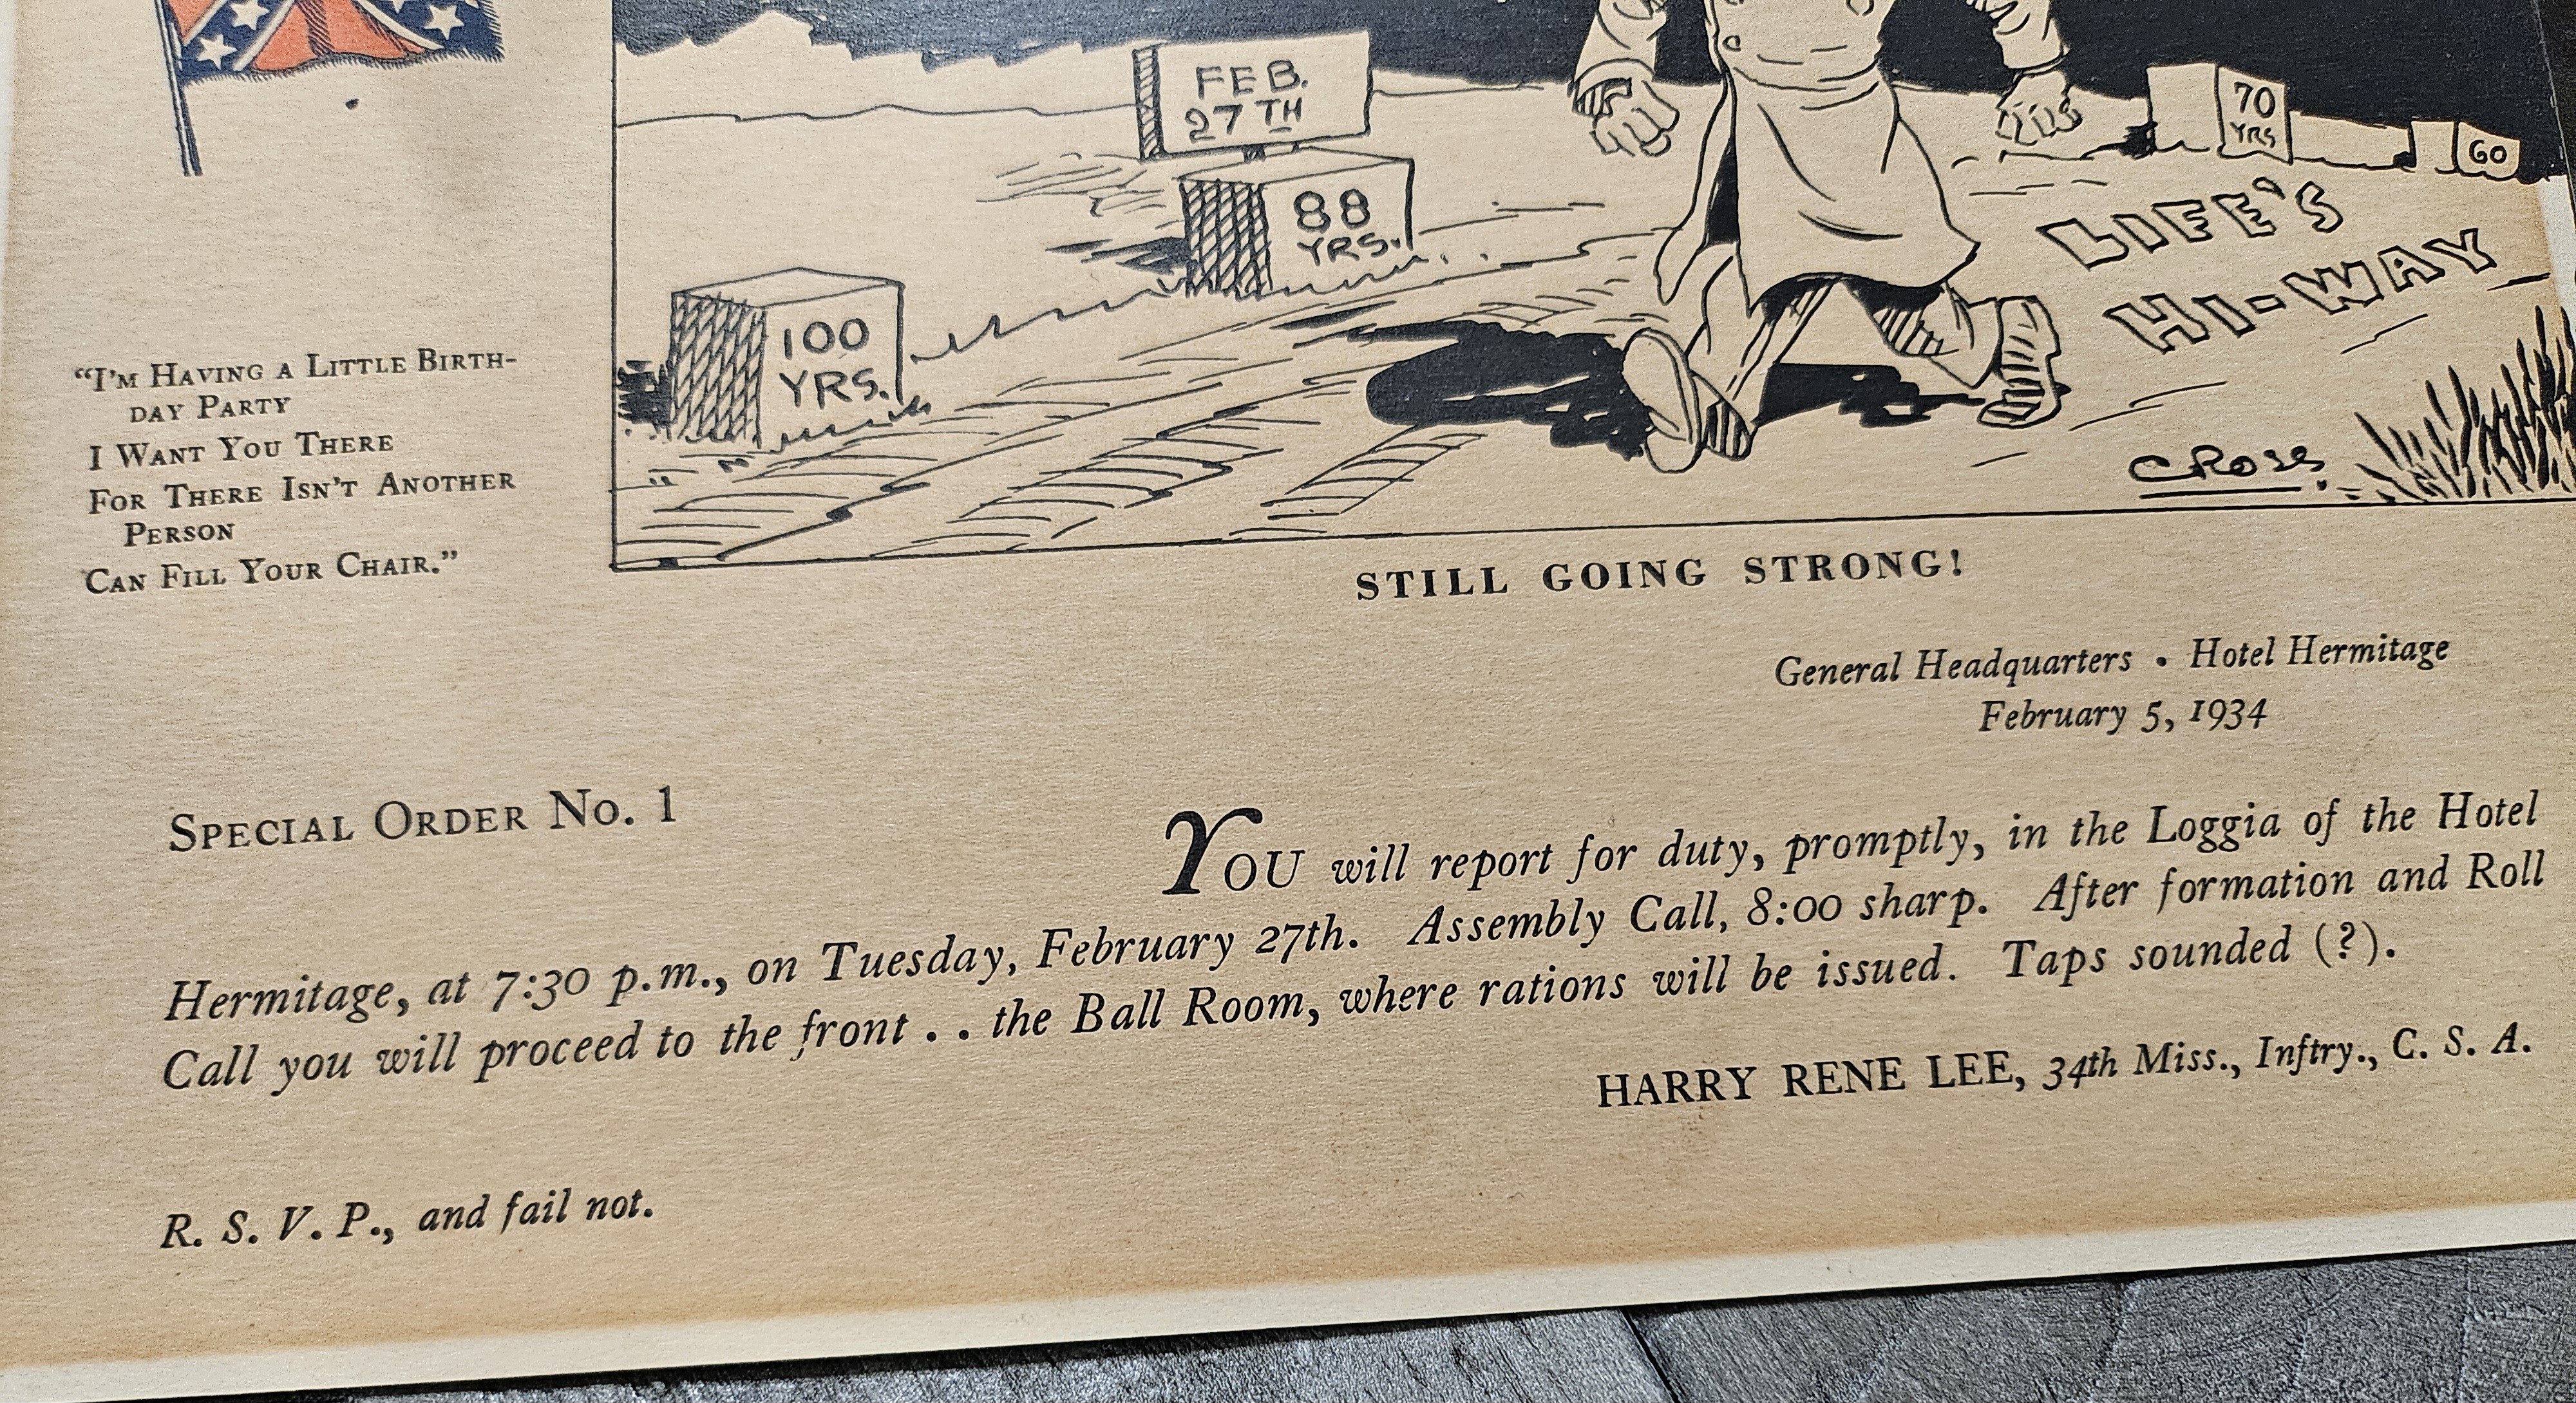 FEB.
27TH
88
YRS.
100
YRS.
70
YRS
60
LIFE'S
HI-WAY
CROSS
"I'M HAVING A LITTLE BIRTH-
DAY PARTY
I WANT YOU THERE
FOR THERE ISN'T ANOTHER
PERSON
CAN FILL YOUR CHAIR."
STILL GOING STRONG!
General Headquarters • Hotel Hermitage
February 5, 1934
SPECIAL ORDER No. 1
YOU will report for duty, promptly, in the Loggia of the Hotel
Hermitage, at 7:30 p.m., on Tuesday, February 27th. Assembly Call, 8:00 sharp. After formation and Roll
Call you will proceed to the front . . the Ball Room, where rations will be issued. Taps sounded (?).
HARRY RENE LEE, 34th Miss., Inftry., C. S. A.
R. S. V. P., and fail not.